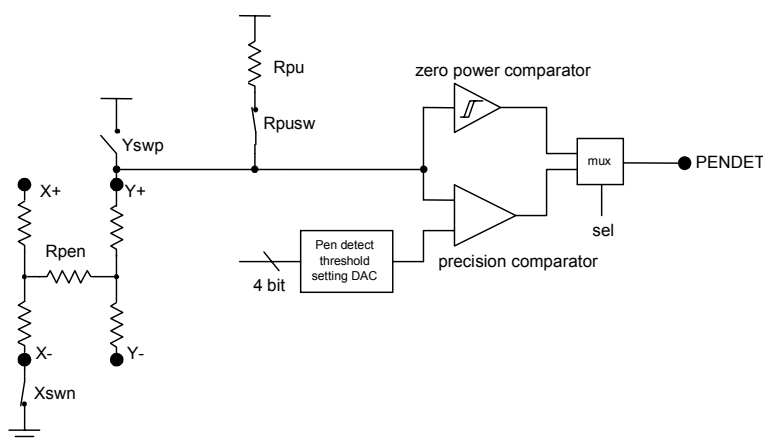 Rpu
zero power comparator
Rpusw
Yswp
mux
PENDET
X+
Y+
sel
Rpen
Pen detect
threshold
setting DAC
4 bit
precision comparator
X-
Y-
Xswn